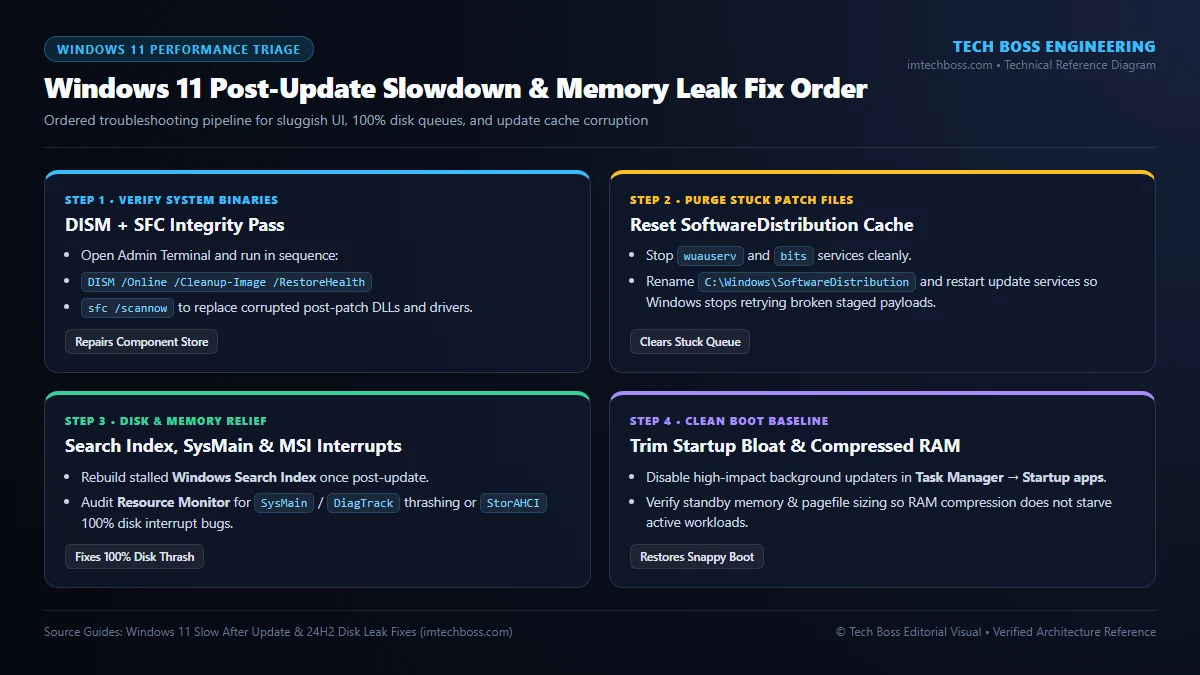 WINDOWS 11 PERFORMANCE TRIAGE
TECH BOSS ENGINEERING
imtechboss.com • Technical Reference Diagram
Windows 11 Post-Update Slowdown & Memory Leak Fix Order
Ordered troubleshooting pipeline for sluggish UI, 100% disk queues, and update cache corruption
STEP 1 • VERIFY SYSTEM BINARIES
DISM + SFC Integrity Pass
• Open Admin Terminal and run in sequence:
• DISM /Online /Cleanup-Image /RestoreHealth
• sfc /scannow to replace corrupted post-patch DLLs and drivers.
Repairs Component Store
STEP 2 • PURGE STUCK PATCH FILES
Reset SoftwareDistribution Cache
• Stop wuauserv and bits services cleanly.
• Rename C:\Windows\SoftwareDistribution and restart update services so
Windows stops retrying broken staged payloads.
Clears Stuck Queue
STEP 3 • DISK & MEMORY RELIEF
Search Index, SysMain & MSI Interrupts
• Rebuild stalled Windows Search Index once post-update.
• Audit Resource Monitor for SysMain / DiagTrack thrashing or StorAHCI
100% disk interrupt bugs.
Fixes 100% Disk Thrash
STEP 4 • CLEAN BOOT BASELINE
Trim Startup Bloat & Compressed RAM
• Disable high-impact background updaters in Task Manager → Startup apps.
• Verify standby memory & pagefile sizing so RAM compression does not starve
active workloads.
Restores Snappy Boot
Source Guides: Windows 11 Slow After Update & 24H2 Disk Leak Fixes (imtechboss.com)
© Tech Boss Editorial Visual • Verified Architecture Reference